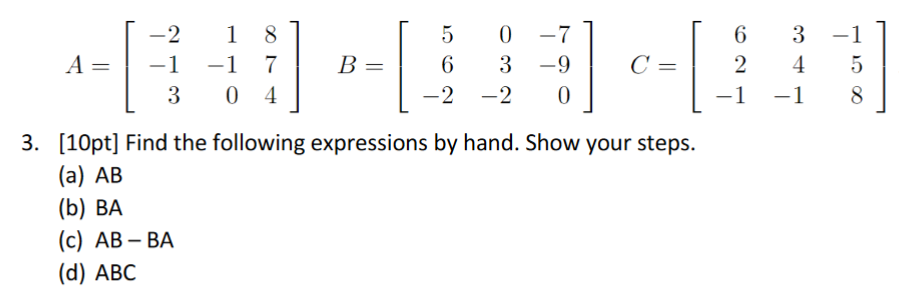 A = [ −2 1 8 ; −1 −1 7 ; 3 0 4 ] B = [ 5 0 −7 ; 6 3 −9 ; −2 −2 0 ] C = [ 6 3 −1 ; 2 4 5 ; −1 −1 8 ]
3. [10pt] Find the following expressions by hand. Show your steps.
(a) AB
(b) BA
(c) AB – BA
(d) ABC